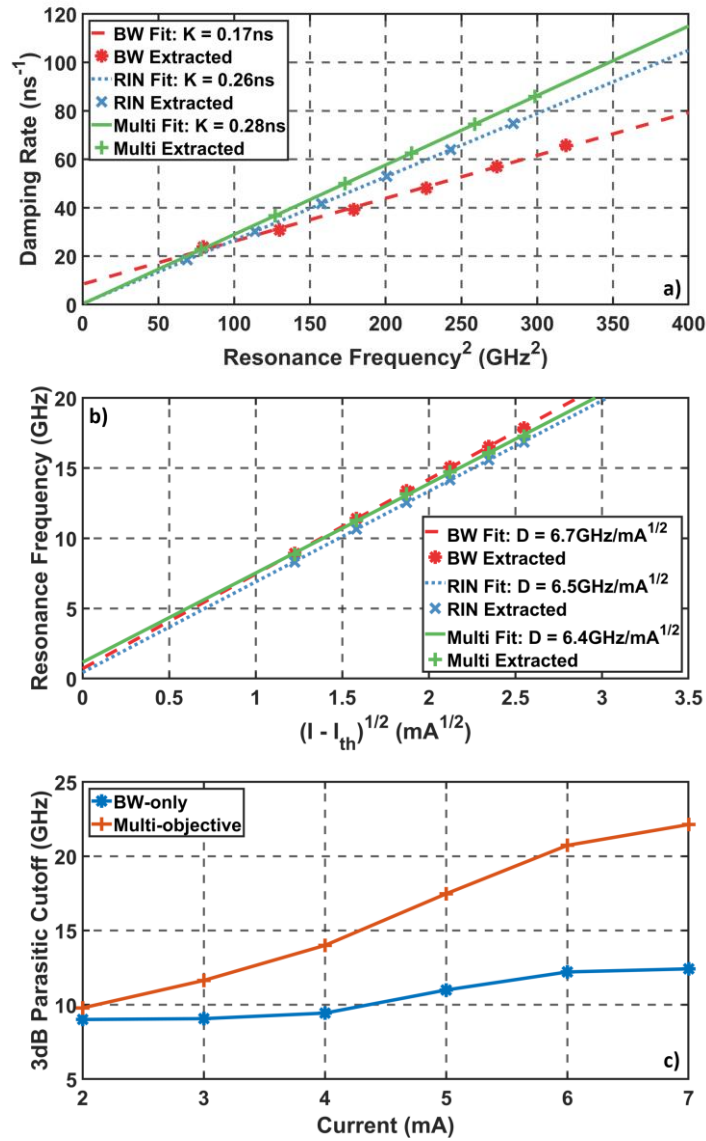 BW Fit: K = 0.17ns
BW Extracted
RIN Fit: K = 0.26ns
RIN Extracted
Multi Fit: K = 0.28ns
Multi Extracted
120
100
80
60
40
20
0
Damping Rate (ns⁻¹)
0 50 100 150 200 250 300 350 400
Resonance Frequency² (GHz²)
a)
b)
20
15
10
5
0
Resonance Frequency (GHz)
BW Fit: D = 6.7GHz/mA^1/2
BW Extracted
RIN Fit: D = 6.5GHz/mA^1/2
RIN Extracted
Multi Fit: D = 6.4GHz/mA^1/2
Multi Extracted
0 0.5 1 1.5 2 2.5 3 3.5
(I - I_th)^1/2 (mA^1/2)
BW-only
Multi-objective
25
20
15
10
5
3dB Parasitic Cutoff (GHz)
c)
2 3 4 5 6 7
Current (mA)